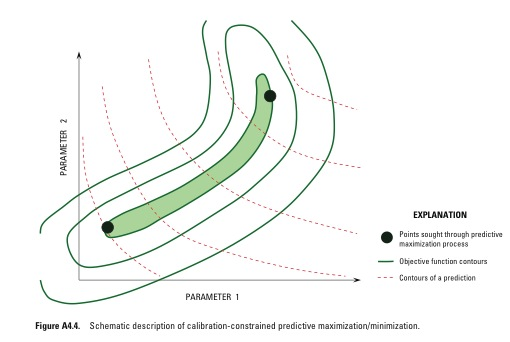 PARAMETER 2
PARAMETER 1
EXPLANATION
Points sought through predictive
maximization process
Objective function contours
Contours of a prediction
Figure A4.4. Schematic description of calibration-constrained predictive maximization/minimization.